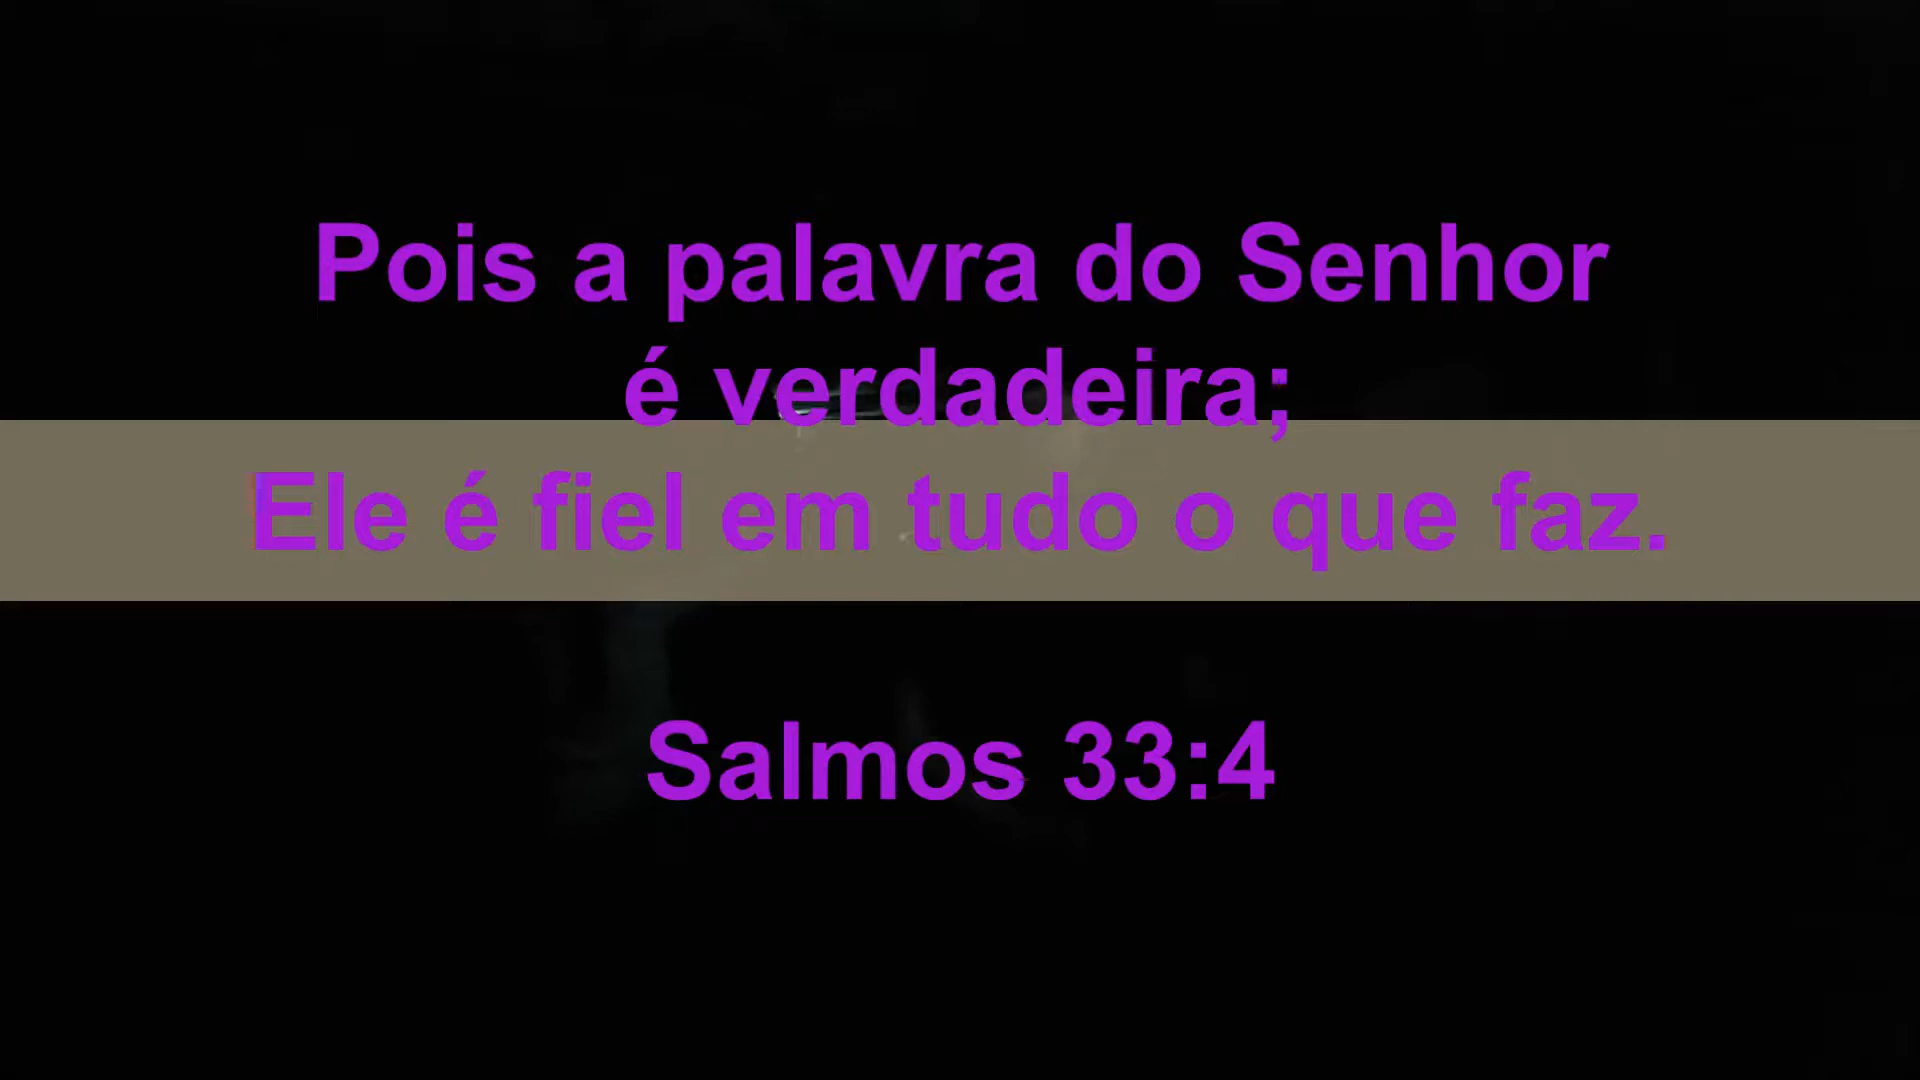 Pois a palavra do Senhor
é verdadeira;
Ele é fiel em tudo o que faz.
Salmos 33:4